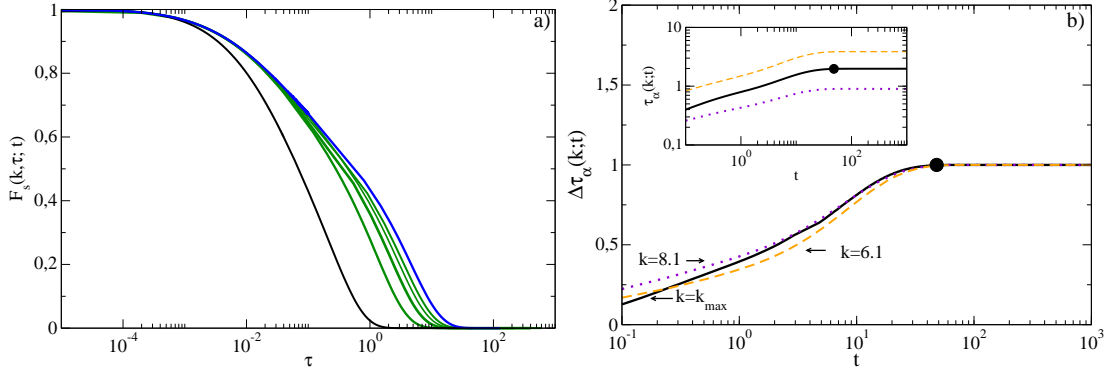 a)
1
0,8
0,6
0,4
0,2
0
F_s(k,τ; t)
10^-4 10^-2 10^0 10^2
τ
b)
2
1,5
1
0,5
0
Δτ_α(k;t)
10
1
0,1
τ_α(k;t)
10^0 10^2
t
k=8.1
k=6.1
k=k_max
10^-1 10^0 10^1 10^2 10^3
t